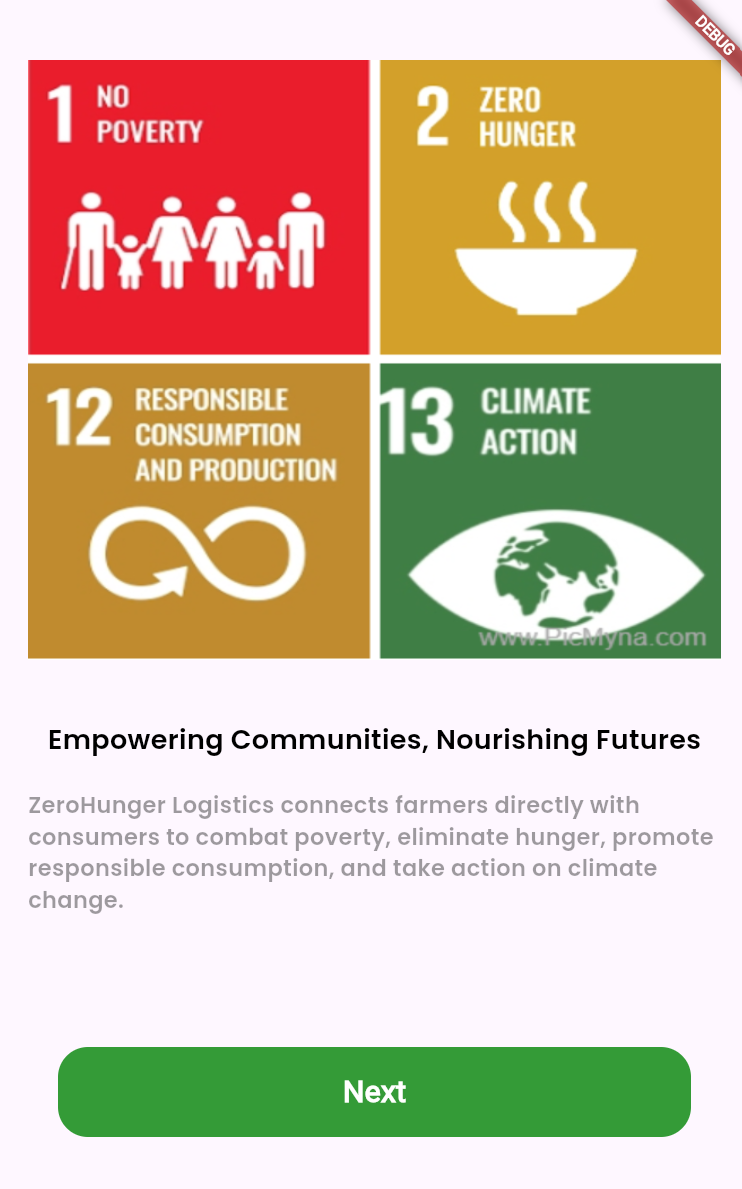 DEBUG
1 NO
POVERTY
2 ZERO
HUNGER
12 RESPONSIBLE
CONSUMPTION
AND PRODUCTION
13 CLIMATE
ACTION
www.PicMyna.com
Empowering Communities, Nourishing Futures
ZeroHunger Logistics connects farmers directly with
consumers to combat poverty, eliminate hunger, promote
responsible consumption, and take action on climate
change.
Next